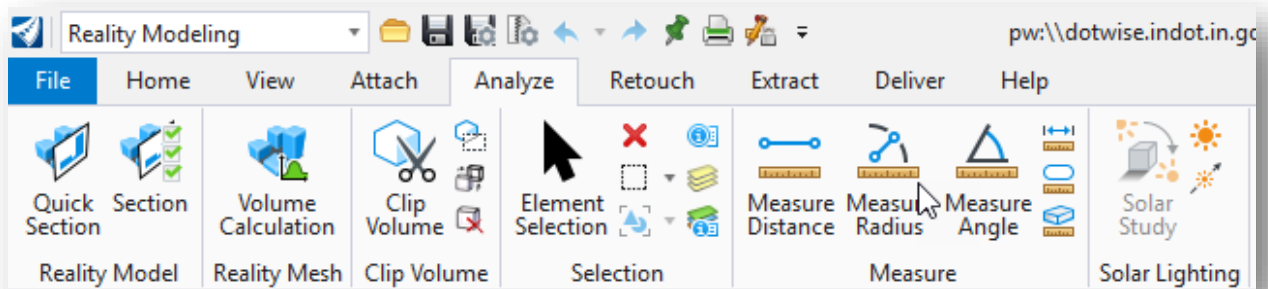 Reality Modeling pw:\\dotwise.indot.in.go
File Home View Attach Analyze Retouch Extract Deliver Help
Quick Section Volume Clip Element Measure Measure Measure Solar
Section Calculation Volume Selection Distance Radius Angle Study
Reality Model Reality Mesh Clip Volume Selection Measure Solar Lighting